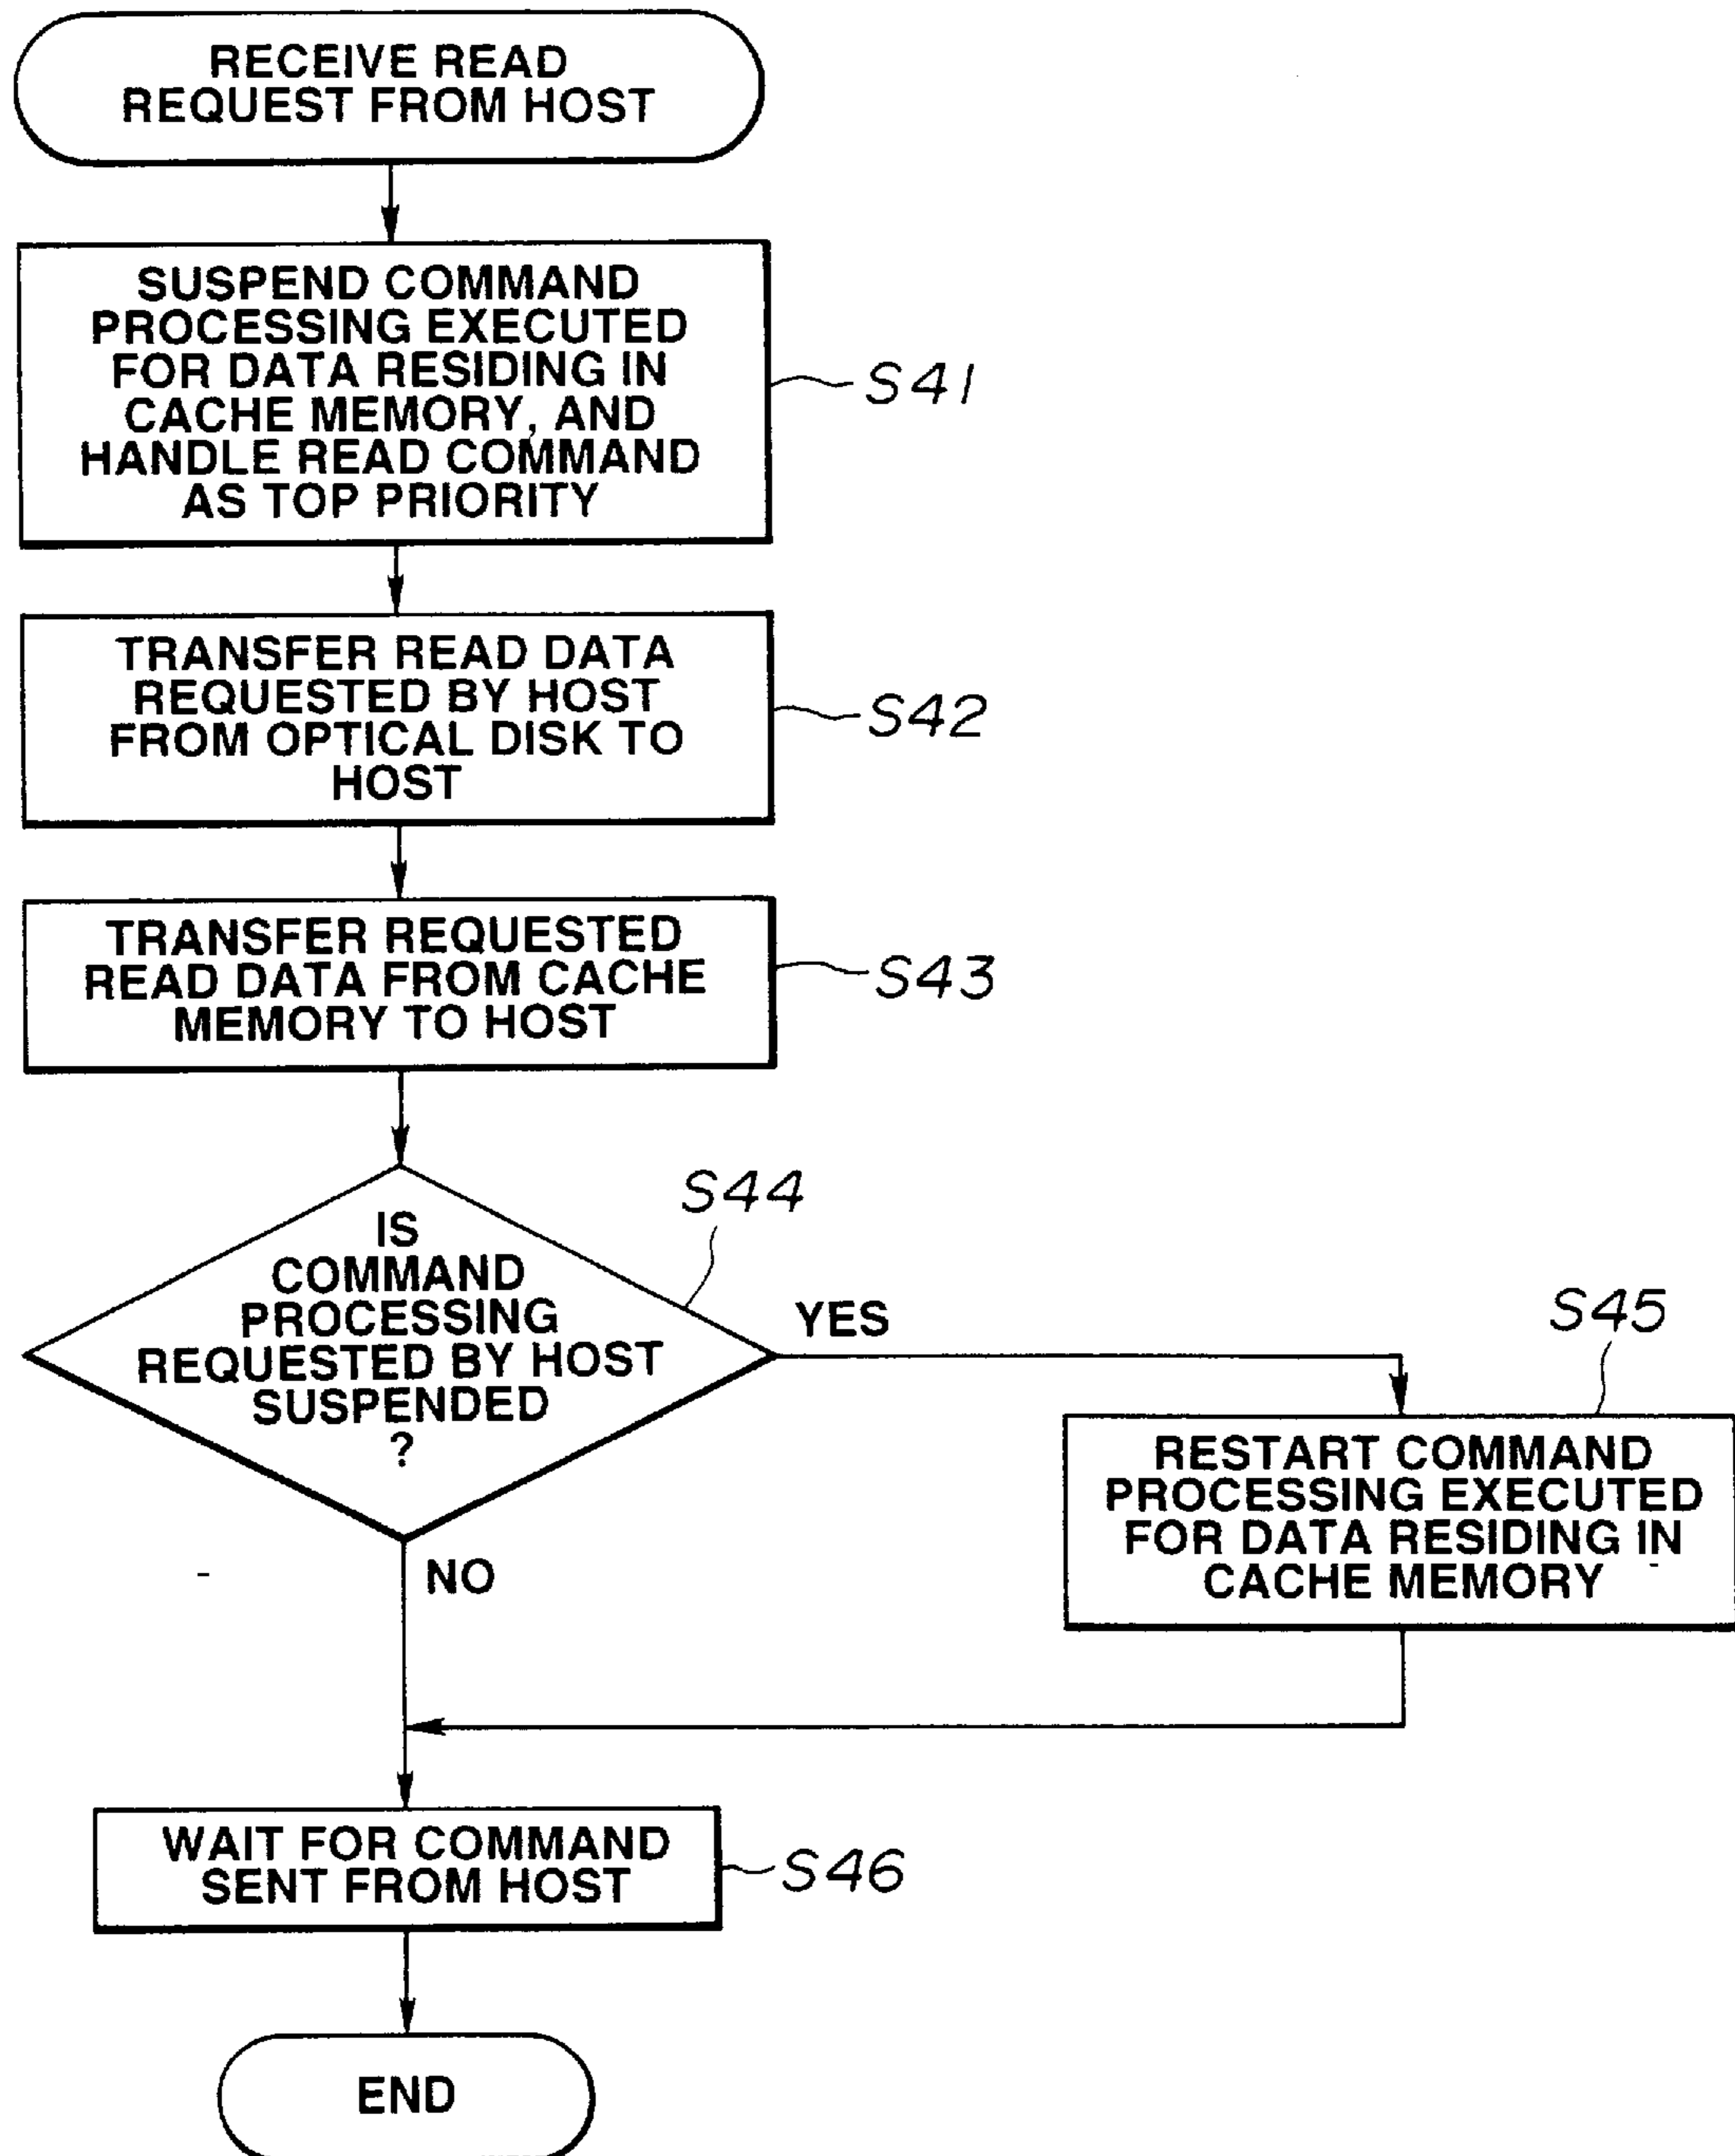 RECEIVE READ
REQUEST FROM HOST
SUSPEND COMMAND
PROCESSING EXECUTED
FOR DATA RESIDING IN
CACHE MEMORY, AND
HANDLE READ COMMAND
AS TOP PRIORITY
S41
TRANSFER READ DATA
REQUESTED BY HOST
FROM OPTICAL DISK TO
HOST
S42
TRANSFER REQUESTED
READ DATA FROM CACHE
MEMORY TO HOST
S43
S44
IS
COMMAND
PROCESSING
REQUESTED BY HOST
SUSPENDED
?
YES
NO
S45
RESTART COMMAND
PROCESSING EXECUTED
FOR DATA RESIDING IN
CACHE MEMORY
WAIT FOR COMMAND
SENT FROM HOST
S46
END